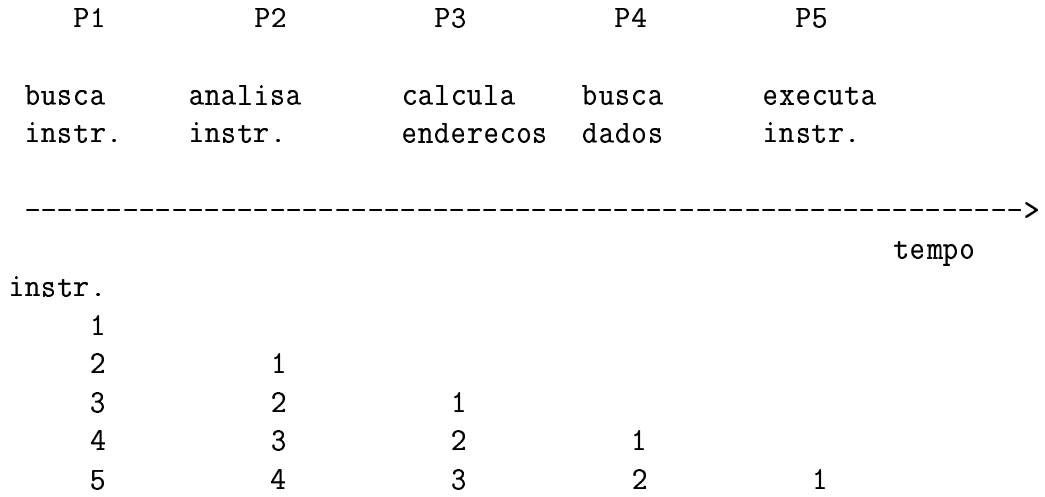 P1 P2 P3 P4 P5
busca analisa calcula busca executa
instr. instr. enderecos dados instr.
------------------------------------------------------------->
tempo
instr.
1
2 1
3 2 1
4 3 2 1
5 4 3 2 1